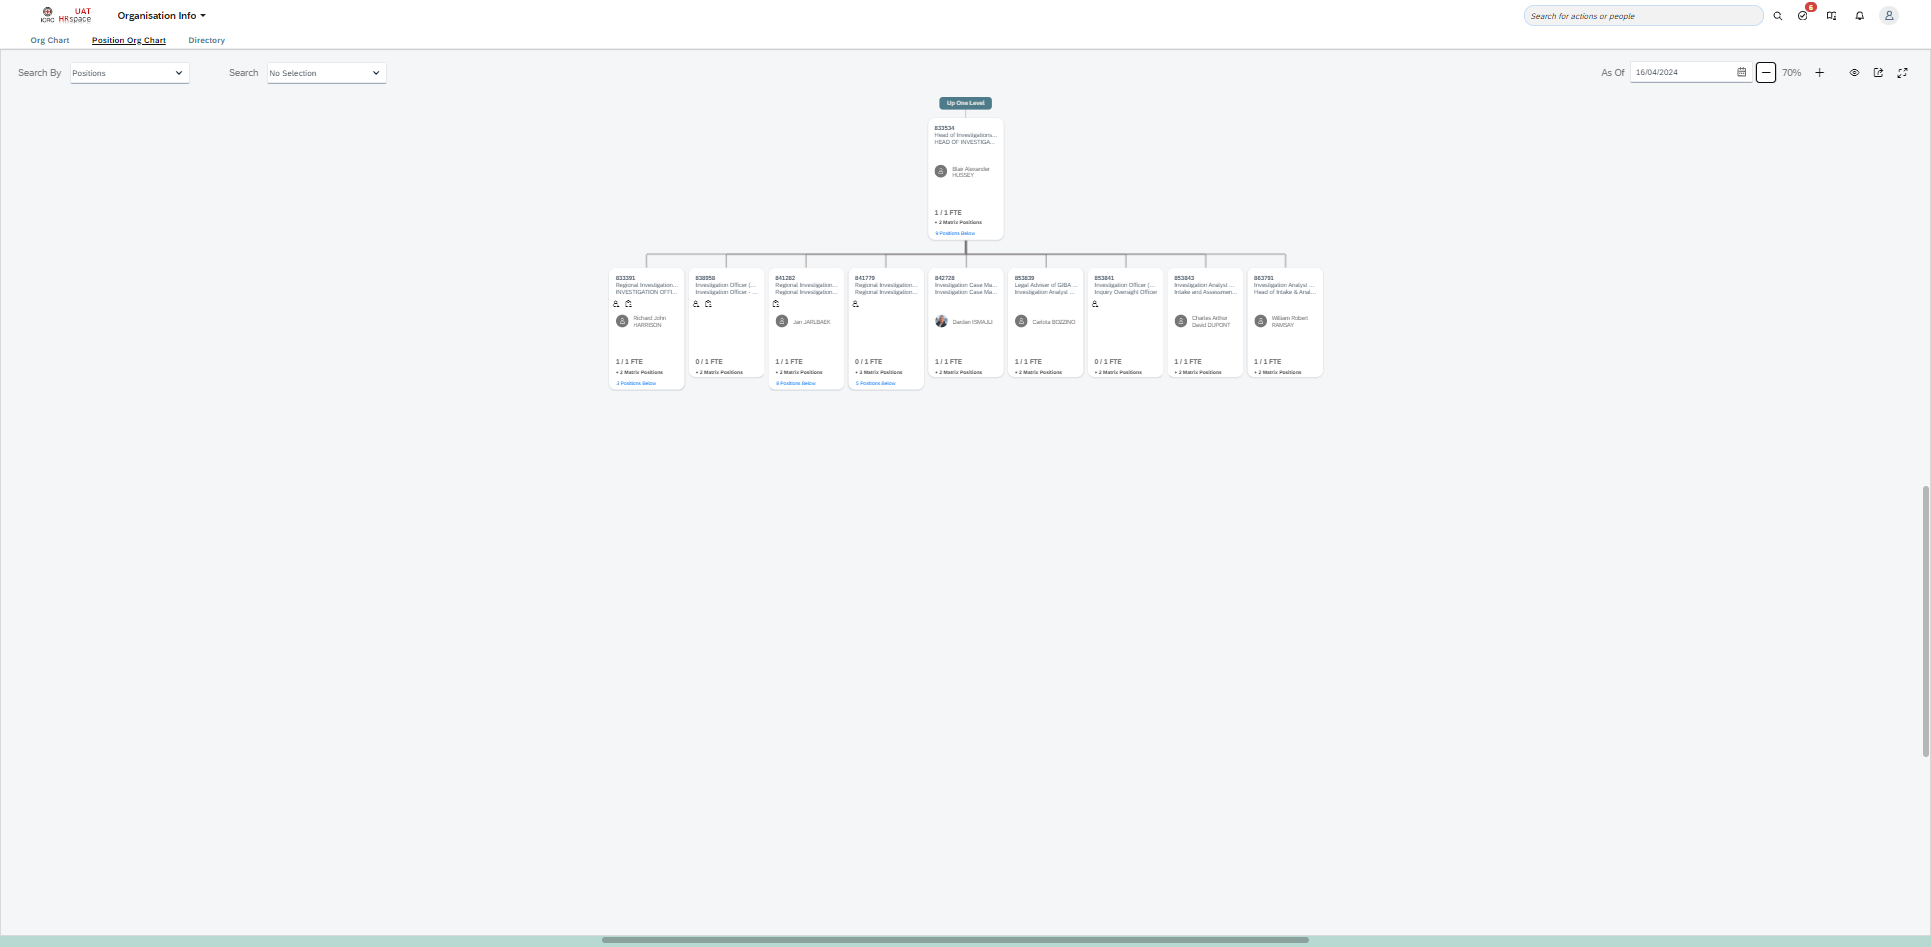 ICRC
UAT
HRspace
Organisation Info
Search for actions or people
6
Org Chart
Position Org Chart
Directory
Search By
Positions
Search
No Selection
As Of
16/04/2024
70%
Up One Level
833534
Head of Investigations...
HEAD OF INVESTIGA...
Blair Alexander
HUSSEY
1 / 1 FTE
+ 2 Matrix Positions
9 Positions Below
833391
Regional Investigation...
INVESTIGATION OFFI...
Richard John
HARRISON
1 / 1 FTE
+ 2 Matrix Positions
3 Positions Below
838958
Investigation Officer (...
Investigation Officer - ...
0 / 1 FTE
+ 2 Matrix Positions
841282
Regional Investigation...
Regional Investigation...
Jan JARLBAEK
1 / 1 FTE
+ 2 Matrix Positions
8 Positions Below
841779
Regional Investigation...
Regional Investigation...
0 / 1 FTE
+ 2 Matrix Positions
5 Positions Below
842728
Investigation Case Ma...
Investigation Case Ma...
Dardan ISMAJLI
1 / 1 FTE
+ 2 Matrix Positions
853839
Legal Adviser of GIBA ...
Investigation Analyst ...
Carlota BOZZINO
1 / 1 FTE
+ 2 Matrix Positions
853841
Investigation Officer (...
Inquiry Oversight Officer
0 / 1 FTE
+ 2 Matrix Positions
853843
Investigation Analyst ...
Intake and Assessmen...
Charles Arthur
David DUPONT
1 / 1 FTE
+ 2 Matrix Positions
863791
Investigation Analyst ...
Head of Intake & Anal...
William Robert
RAMSAY
1 / 1 FTE
+ 2 Matrix Positions